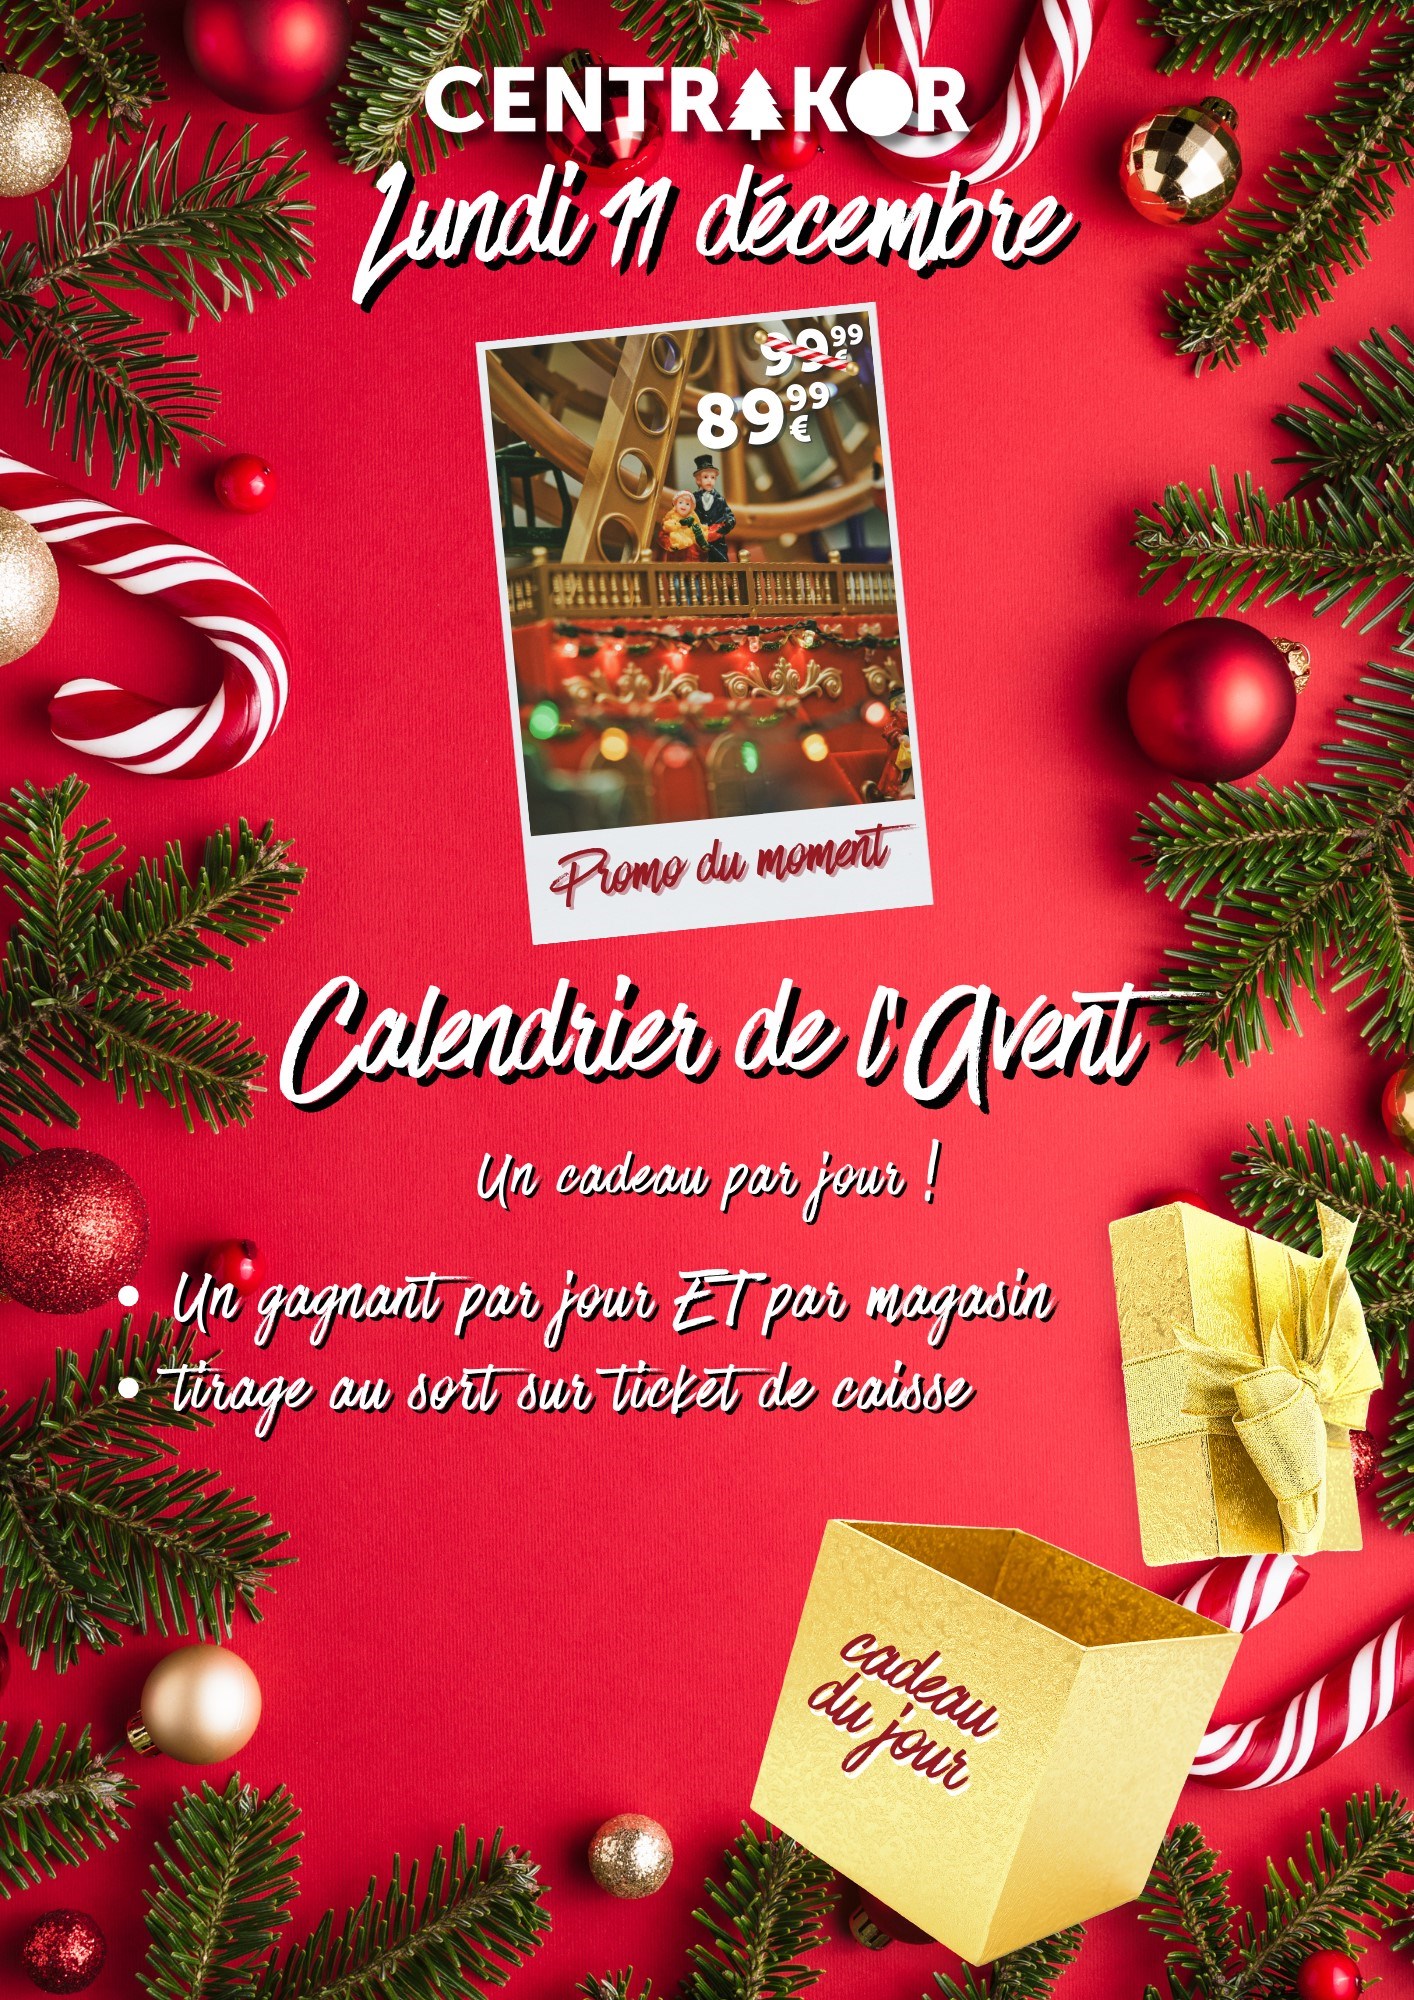 CENTRAKOR
Lundi 11 décembre
99€99
89€99
Promo du moment
Calendrier de l'Avent
Un cadeau par jour !
• Un gagnant par jour ET par magasin
• tirage au sort sur ticket de caisse
cadeau
du jour